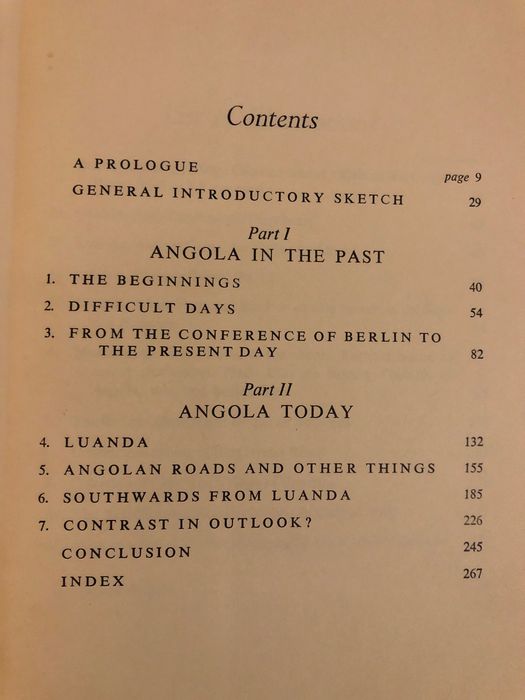 Contents
A PROLOGUE page 9
GENERAL INTRODUCTORY SKETCH 29
Part I
ANGOLA IN THE PAST
1. THE BEGINNINGS 40
2. DIFFICULT DAYS 54
3. FROM THE CONFERENCE OF BERLIN TO
THE PRESENT DAY 82
Part II
ANGOLA TODAY
4. LUANDA 132
5. ANGOLAN ROADS AND OTHER THINGS 155
6. SOUTHWARDS FROM LUANDA 185
7. CONTRAST IN OUTLOOK? 226
CONCLUSION 245
INDEX 267